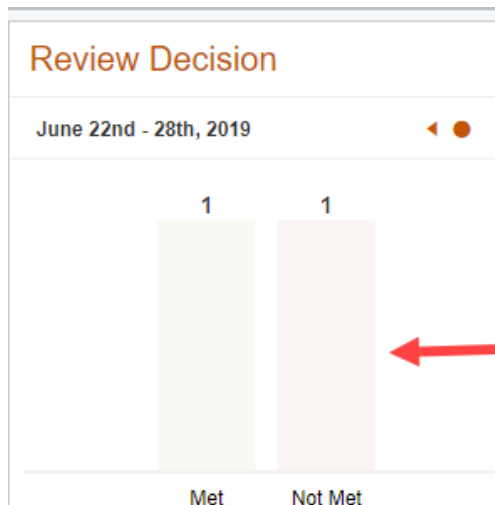 Review Decision
June 22nd - 28th, 2019
1 1
Met Not Met